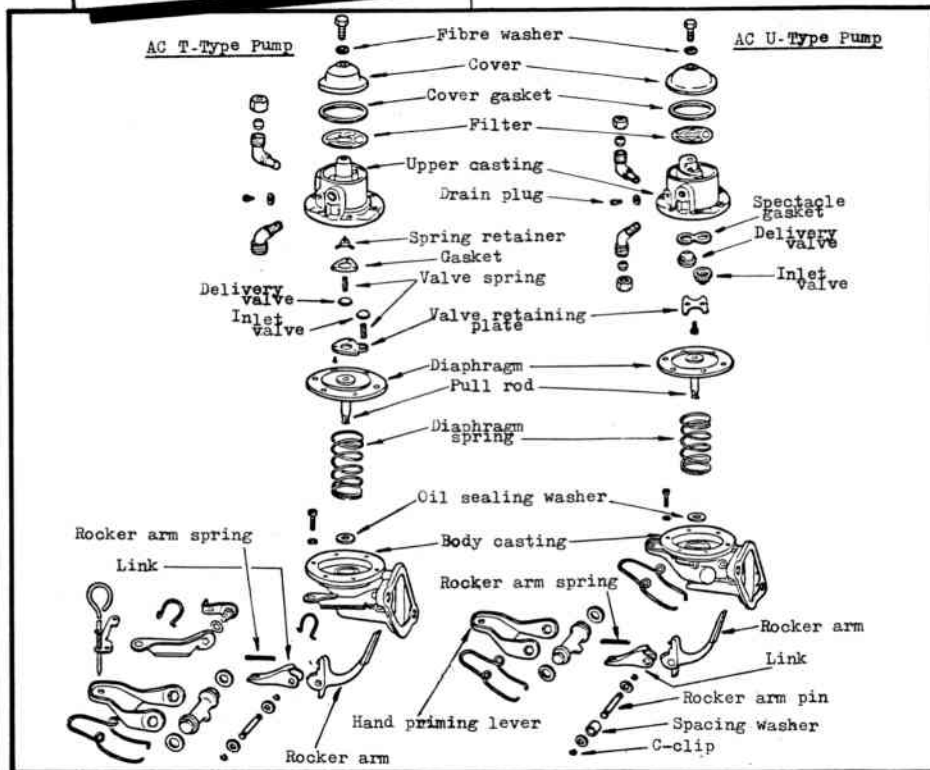 AC T-Type Pump
AC U-Type Pump
Fibre washer
Cover
Cover gasket
Filter
Upper casting
Drain plug
Spectacle
gasket
Delivery
valve
Inlet
valve
Spring retainer
Gasket
Valve spring
Delivery
valve
Inlet
valve
Valve retaining
plate
Diaphragm
Pull rod
Diaphragm
spring
Oil sealing washer
Rocker arm spring
Body casting
Link
Rocker arm spring
Rocker arm
Link
Rocker arm pin
Hand priming lever
Spacing washer
C-clip
Rocker arm